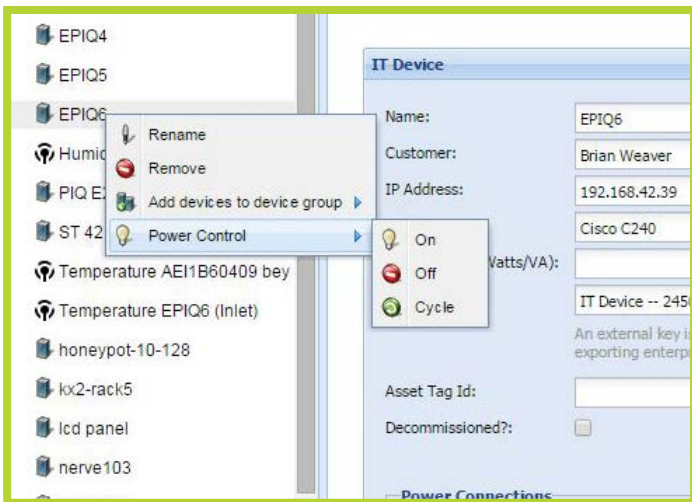 EPIQ4
EPIQ5
EPIQ6
Humid
PIQ E2
ST 42
Temperature AEI1B60409 bey
Temperature EPIQ6 (Inlet)
honeypot-10-128
kx2-rack5
lcd panel
nerve103
Rename
Remove
Add devices to device group
Power Control
On
Off
Cycle
IT Device
Name:
EPIQ6
Customer:
Brian Weaver
IP Address:
192.168.42.39
Cisco C240
Watts/VA):
IT Device -- 2450
An external key is
exporting enterp
Asset Tag Id:
Decommissioned?:
Power Connections